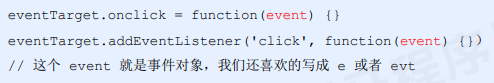 eventTarget.onclick = function(event) {}
eventTarget.addEventListener('click', function(event) {})
// 这个 event 就是事件对象，我们还喜欢的写成 e 或者 evt